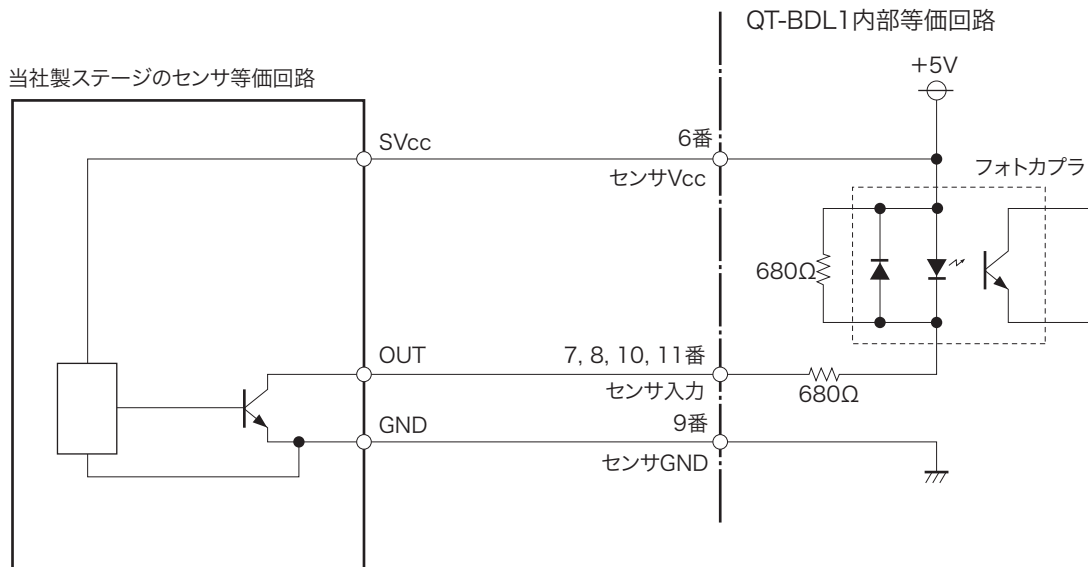 QT-BDL1内部等価回路
当社製ステージのセンサ等価回路
+5V
SVcc
6番
センサVcc
フォトカプラ
680Ω
OUT
7, 8, 10, 11番
センサ入力
680Ω
GND
9番
センサGND